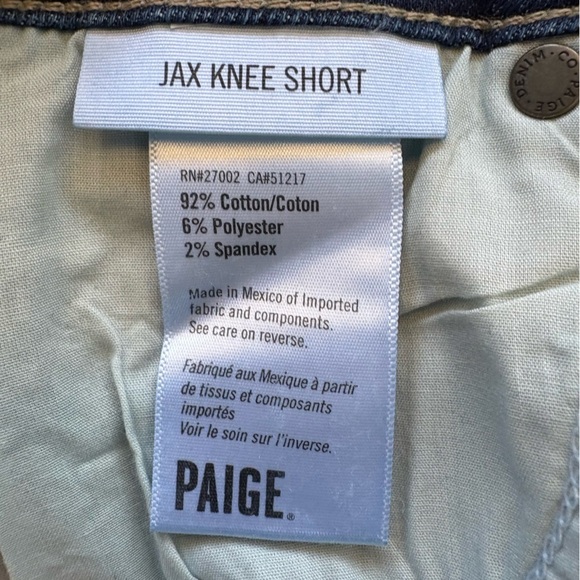 JAX KNEE SHORT
DENIM · CO · PAIGE ·
RN#27002 CA#51217
92% Cotton/Coton
6% Polyester
2% Spandex
Made in Mexico of Imported
fabric and components.
See care on reverse.
Fabriqué aux Mexique à partir
de tissus et composants
importés
Voir le soin sur l'inverse.
PAIGE®